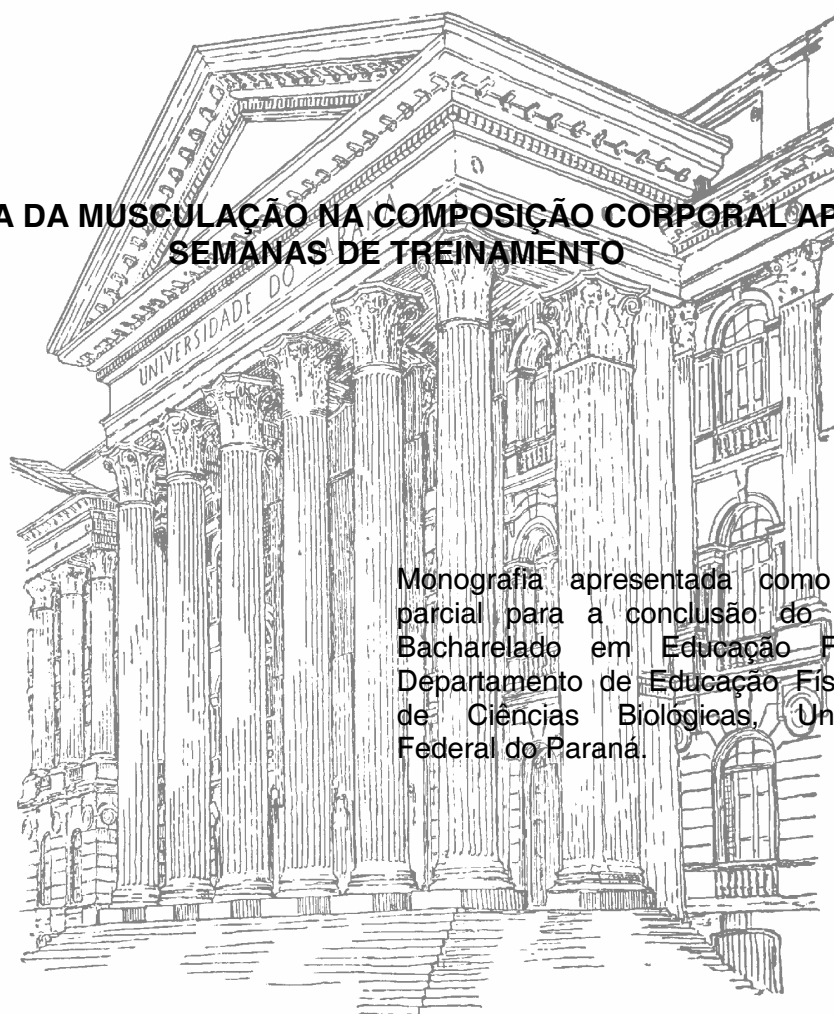 A DA MUSCULAÇÃO NA COMPOSIÇÃO CORPORAL AP
SEMANAS DE TREINAMENTO
UNIVERSIDADE DO
Monografia apresentada como
parcial para a conclusão do
Bacharelado em Educação F
Departamento de Educação Fís
de Ciências Biológicas, Un
Federal do Paraná.